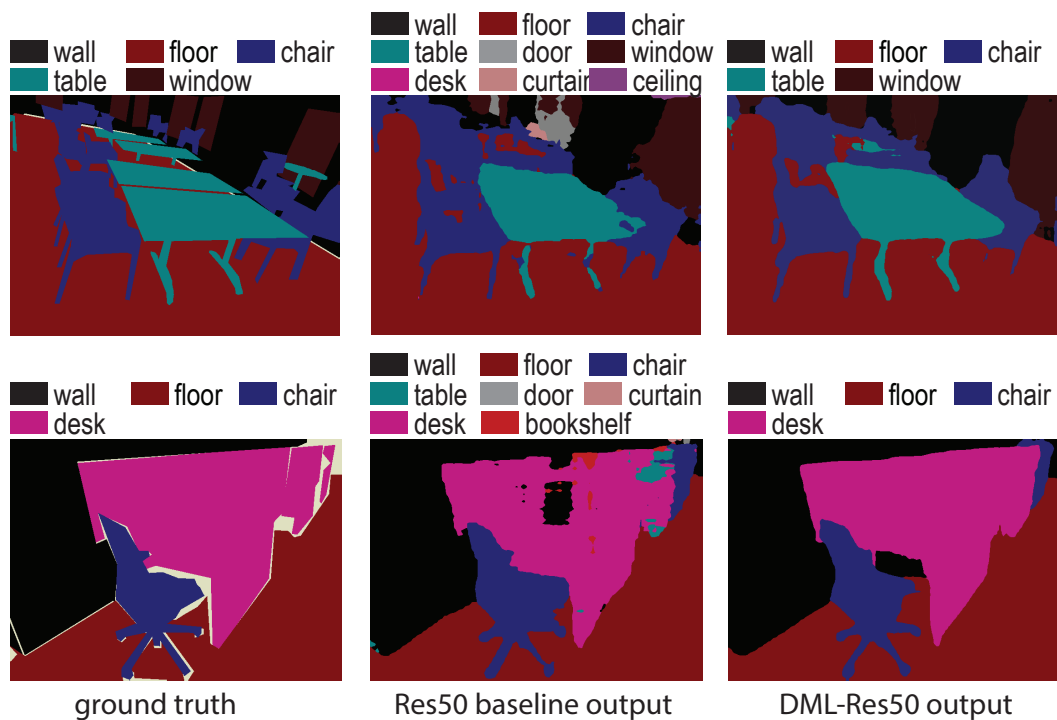 wall floor chair
table window
wall floor chair
table door window
desk curtain ceiling
wall floor chair
table window
wall floor chair
desk
wall floor chair
table door curtain
desk bookshelf
wall floor chair
desk
ground truth
Res50 baseline output
DML-Res50 output